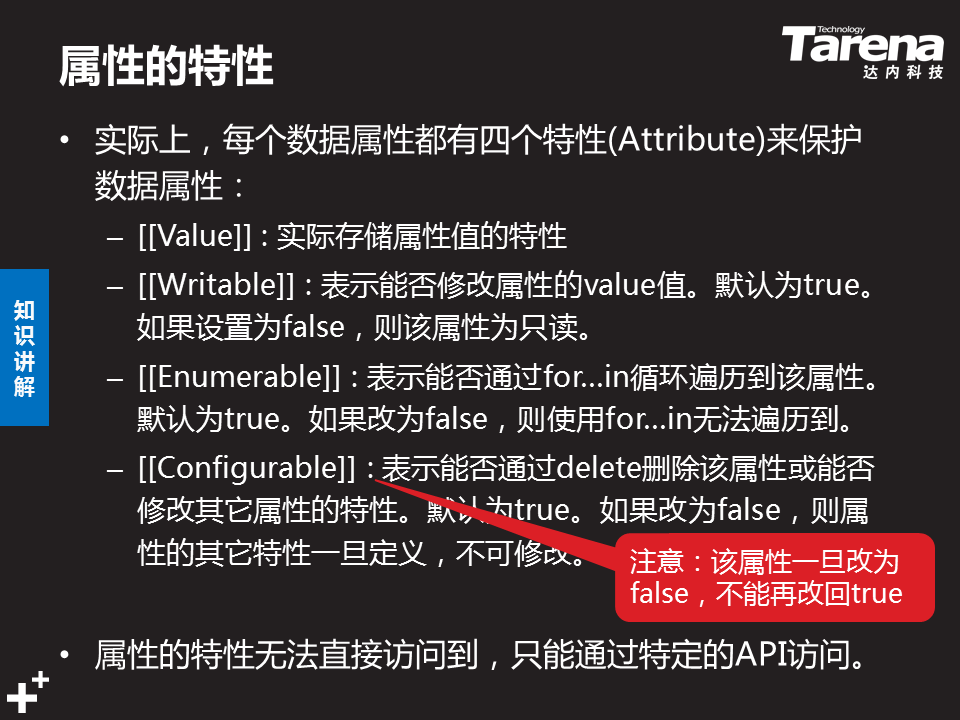 属性的特性
Technology
Tarena
达内科技
• 实际上，每个数据属性都有四个特性(Attribute)来保护
数据属性：
– [[Value]] : 实际存储属性值的特性
– [[Writable]] : 表示能否修改属性的value值。默认为true。
如果设置为false，则该属性为只读。
– [[Enumerable]] : 表示能否通过for…in循环遍历到该属性。
默认为true。如果改为false，则使用for…in无法遍历到。
– [[Configurable]] : 表示能否通过delete删除该属性或能否
修改其它属性的特性。默认为true。如果改为false，则属
性的其它特性一旦定义，不可修改。
注意：该属性一旦改为
false，不能再改回true
• 属性的特性无法直接访问到，只能通过特定的API访问。
知
识
讲
解